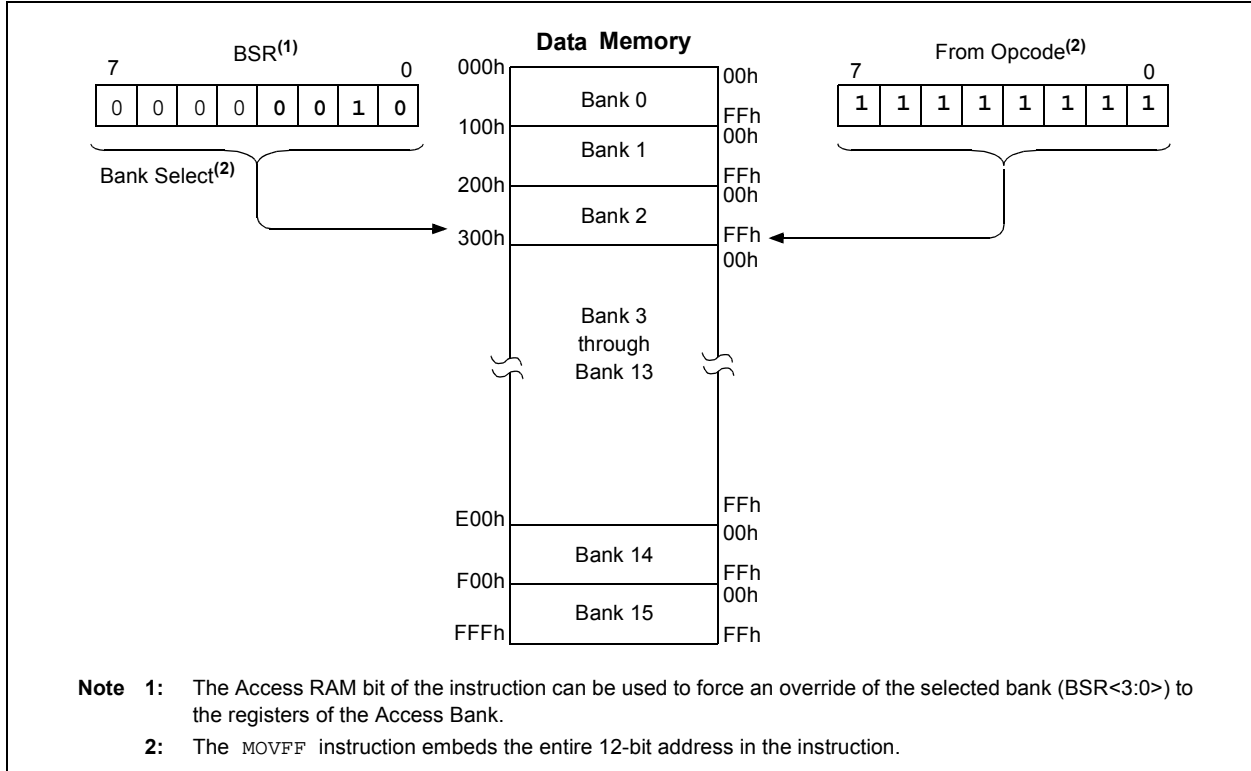 Data Memory
BSR(1)
7 0
0 0 0 0 0 0 1 0
Bank Select(2)
From Opcode(2)
7 0
1 1 1 1 1 1 1 1
000h 00h
Bank 0
FFh
100h 00h
Bank 1
FFh
200h 00h
Bank 2
FFh
300h 00h
Bank 3
through
Bank 13
FFh
E00h 00h
Bank 14
FFh
F00h 00h
Bank 15
FFFh FFh
Note 1: The Access RAM bit of the instruction can be used to force an override of the selected bank (BSR<3:0>) to
the registers of the Access Bank.
2: The MOVFF instruction embeds the entire 12-bit address in the instruction.